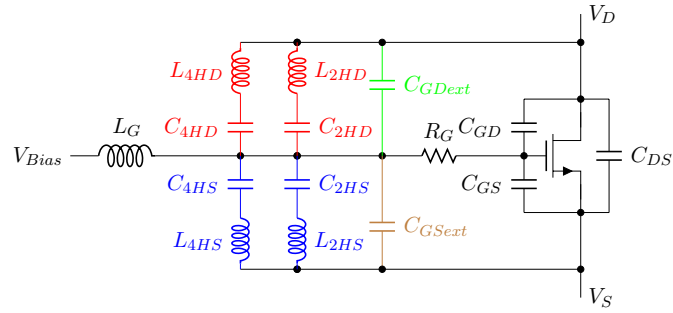 V_D
L_{4HD}
L_{2HD}
C_{GDext}
L_G
C_{4HD}
C_{2HD}
R_G
C_{GD}
V_{Bias}
C_{DS}
C_{4HS}
C_{2HS}
C_{GS}
C_{GSext}
L_{4HS}
L_{2HS}
V_S